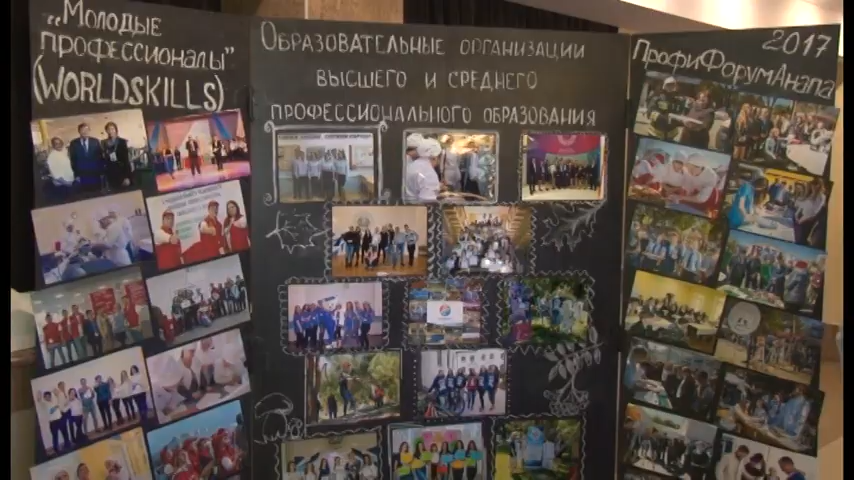 „Молодые
профессионалы”
(WORLDSKILLS)
Образовательные организации
высшего и среднего
профессионального образования
2017
ПрофиФорумАнапа